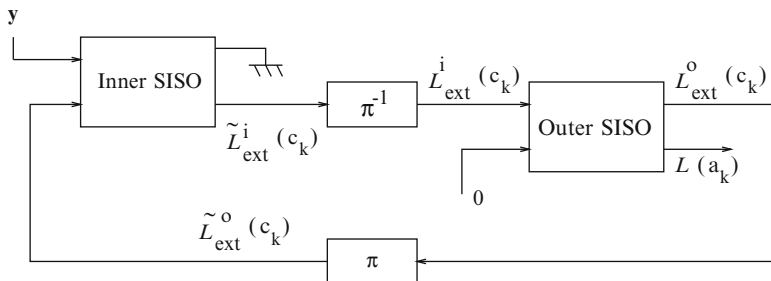 y
Inner SISO
L̃ⁱₑₓₜ (cₖ)
π⁻¹
Lⁱₑₓₜ (cₖ)
Outer SISO
0
Lᵒₑₓₜ (cₖ)
L (aₖ)
L̃ᵒₑₓₜ (cₖ)
π